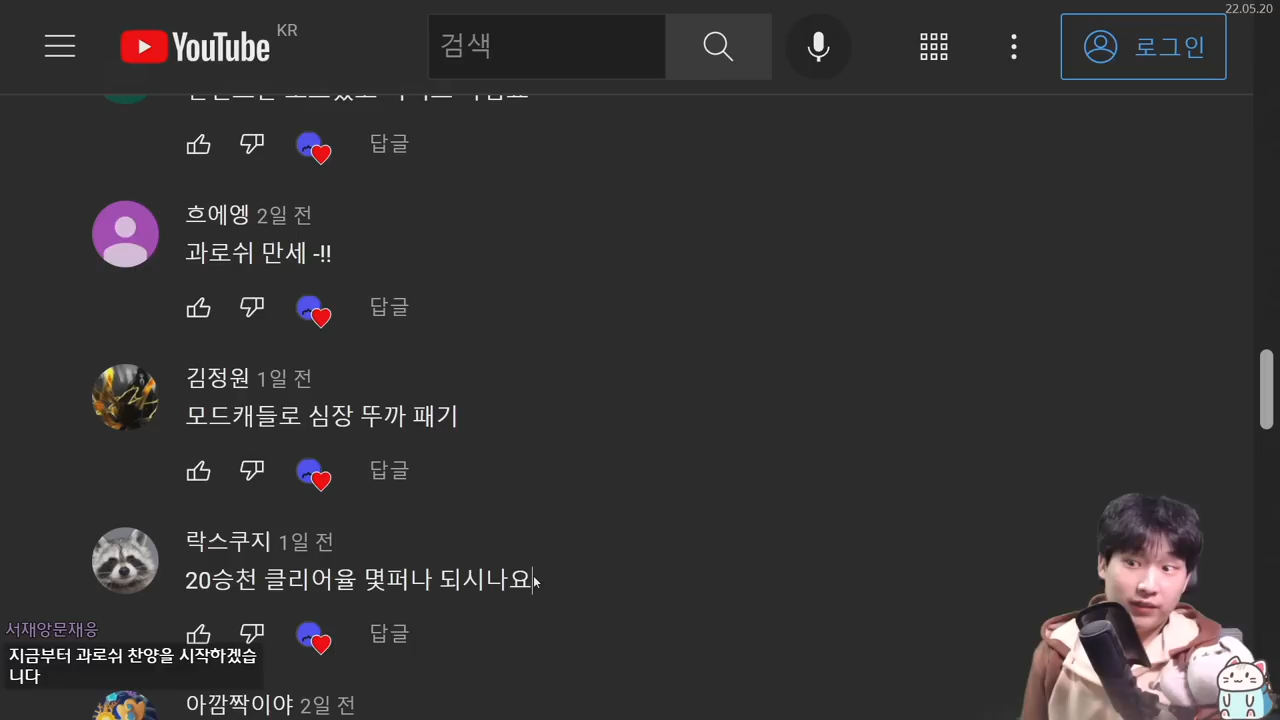 22.05.20
YouTube KR
검색
로그인
답글
흐에엥 2일 전
과로쉬 만세 -!!
답글
김정원 1일 전
모드캐들로 심장 뚜까 패기
답글
락스쿠지 1일 전
20승천 클리어율 몇퍼나 되시나요
답글
서재앙문재응
지금부터 과로쉬 찬양을 시작하겠습
니다
아깜짝이야 2일 전